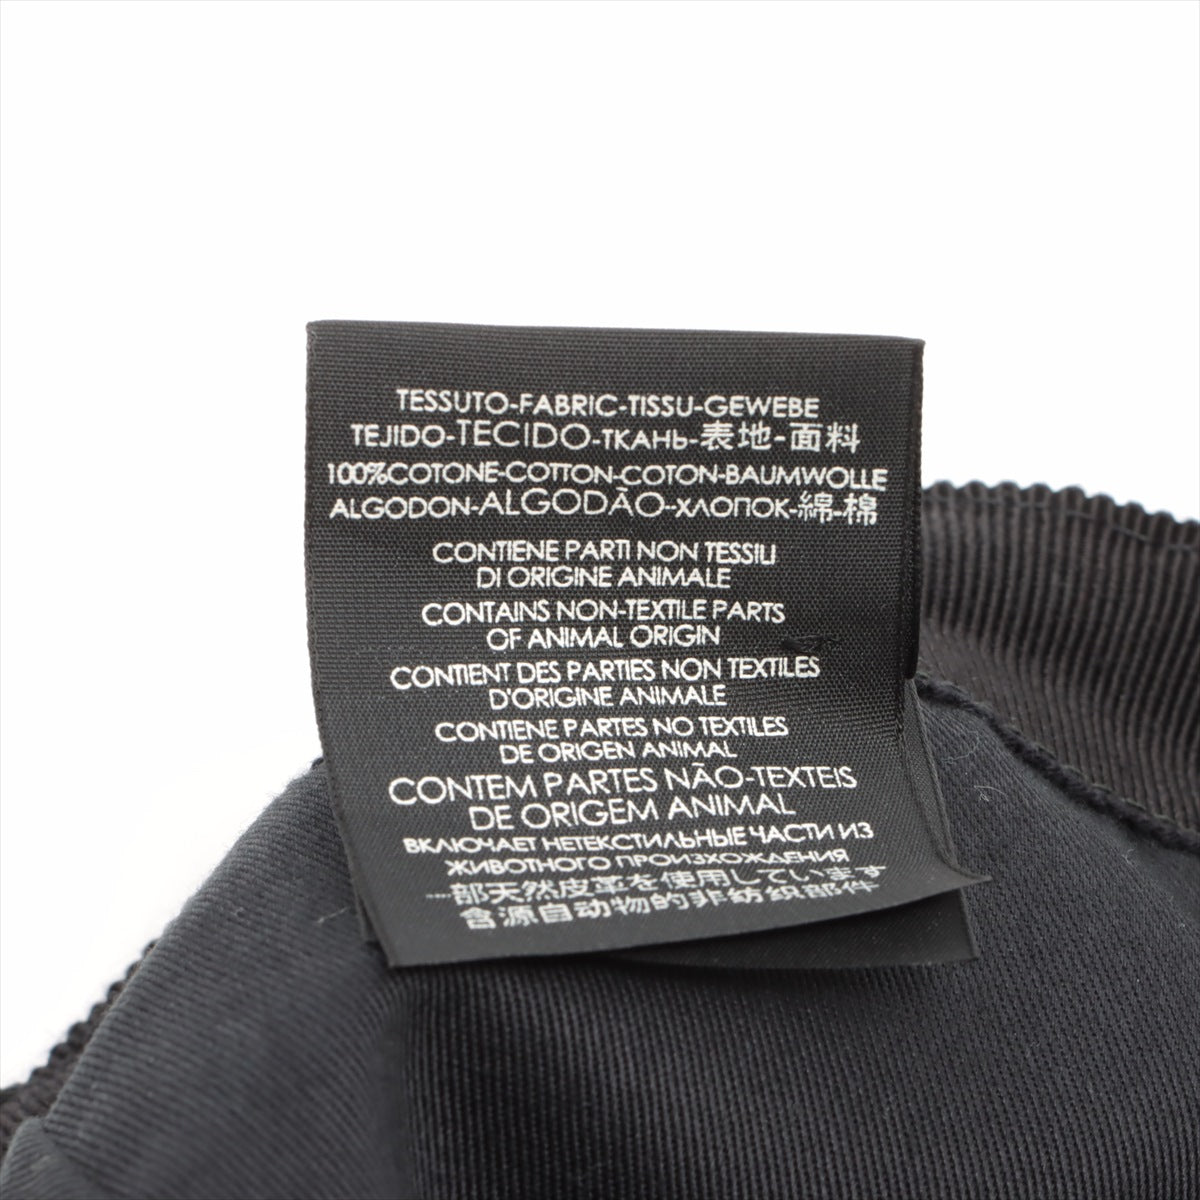 TESSUTO-FABRIC-TISSU-GEWEBE
TEJIDO-TECIDO-ТКАНЬ-表地-面料
100%COTONE-COTTON-COTON-BAUMWOLLE
ALGODON-ALGODÃO-ХЛОПОК-綿-棉
CONTIENE PARTI NON TESSILI
DI ORIGINE ANIMALE
CONTAINS NON-TEXTILE PARTS
OF ANIMAL ORIGIN
CONTIENT DES PARTIES NON TEXTILES
D'ORIGINE ANIMALE
CONTIENE PARTES NO TEXTILES
DE ORIGEN ANIMAL
CONTEM PARTES NÃO-TEXTEIS
DE ORIGEM ANIMAL
ВКЛЮЧАЕТ НЕТЕКСТИЛЬНЫЕ ЧАСТИ ИЗ
ЖИВОТНОГО ПРОИЗХОЖДЕНИЯ
一部天然皮革を使用しています
含源自动物的非纺织部件